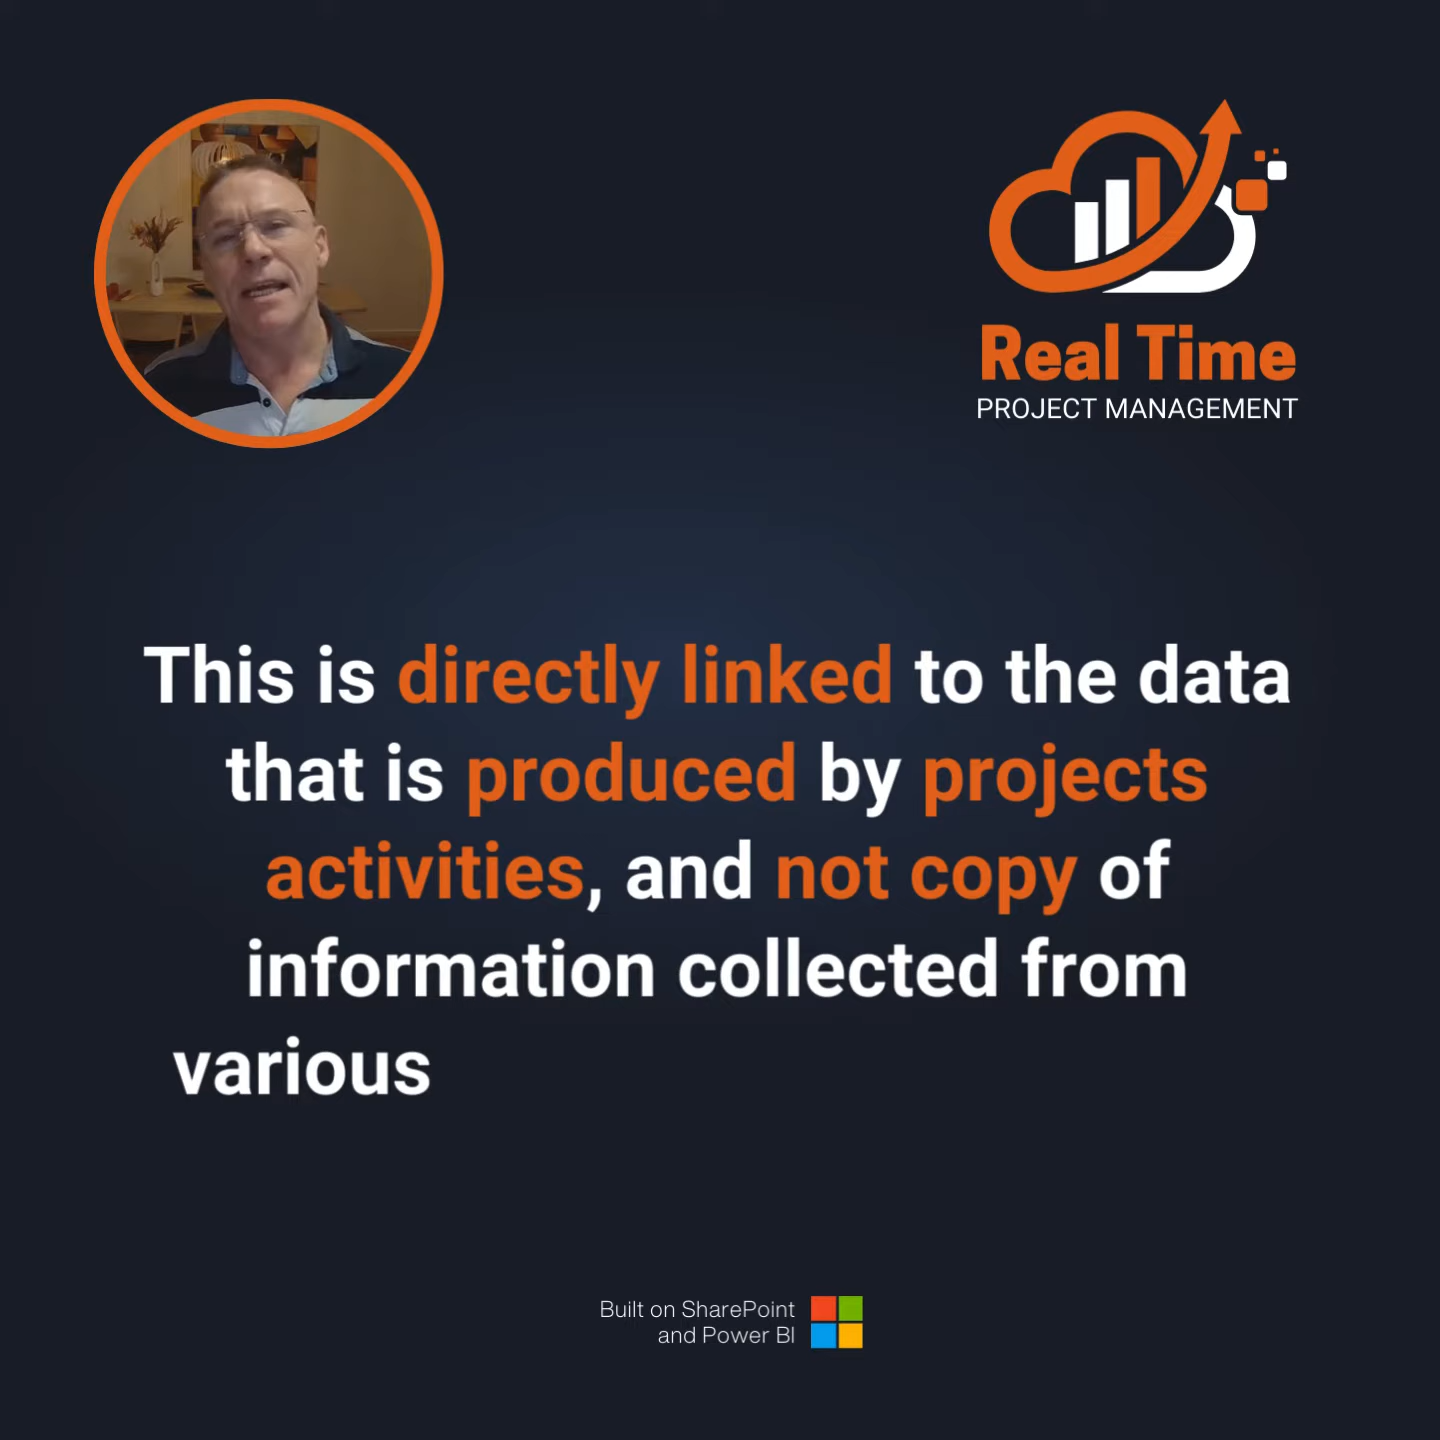 Real Time
PROJECT MANAGEMENT
This is directly linked to the data
that is produced by projects
activities, and not copy of
information collected from
various
Built on SharePoint
and Power BI